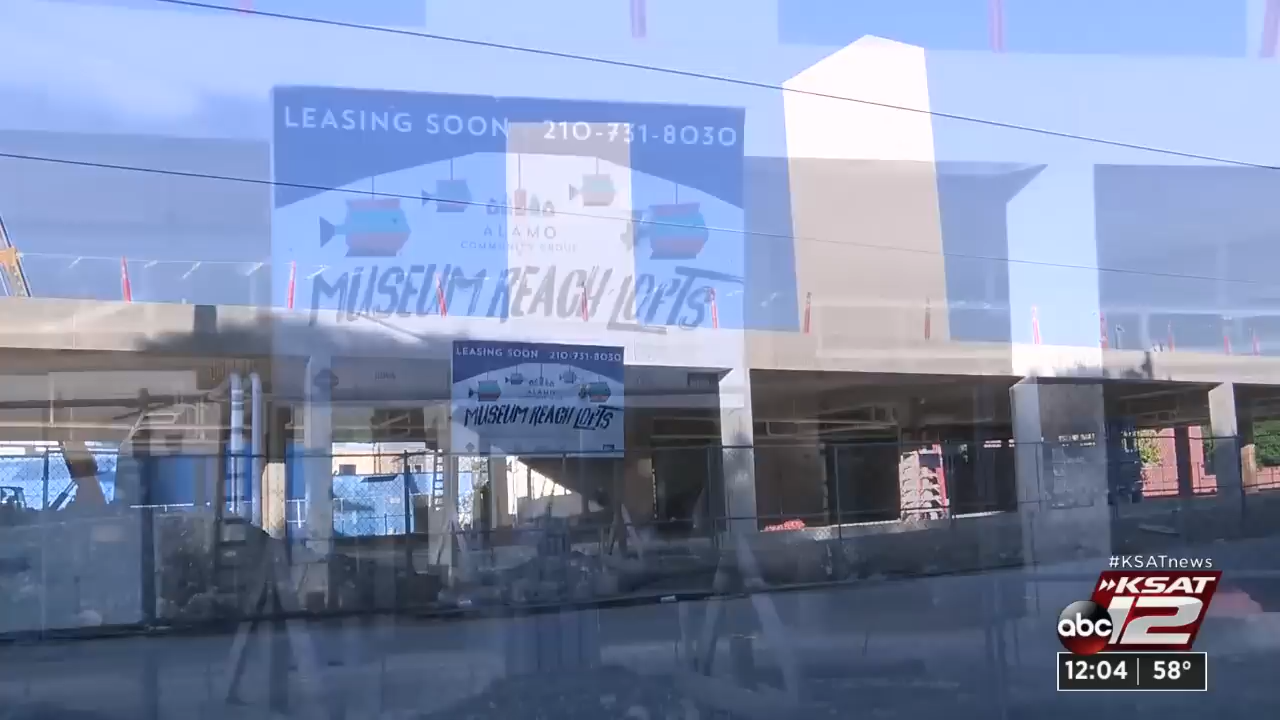 LEASING SOON 210-731-8030
ALAMO
COMMUNITY GROUP
MUSEUM REACH LOFTS
LEASING SOON 210-731-8030
ALAMO
MUSEUM REACH LOFTS
#KSATnews
KSAT
abc 12
12:04 58°